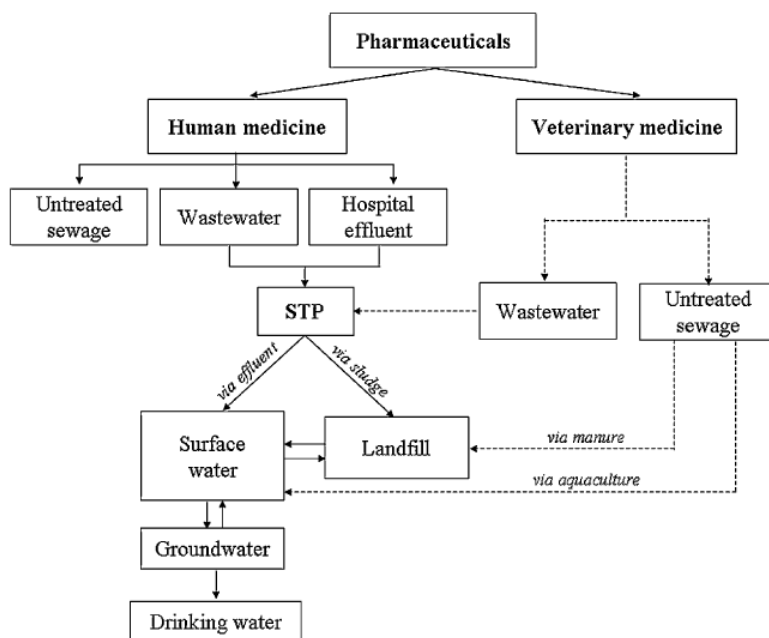 Pharmaceuticals
Human medicine
Veterinary medicine
Untreated
sewage
Wastewater
Hospital
effluent
STP
Wastewater
Untreated
sewage
via effluent
via sludge
Surface
water
Landfill
via manure
via aquaculture
Groundwater
Drinking water